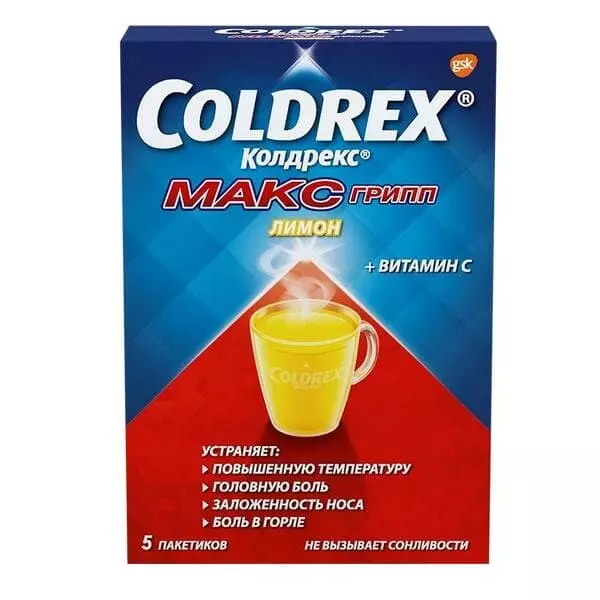 gsk
COLDREX®
Колдрекс®
МАКС ГРИПП
ЛИМОН
+ ВИТАМИН С
COLDREX
УСТРАНЯЕТ:
ПОВЫШЕННУЮ ТЕМПЕРАТУРУ
ГОЛОВНУЮ БОЛЬ
ЗАЛОЖЕННОСТЬ НОСА
БОЛЬ В ГОРЛЕ
5 ПАКЕТИКОВ НЕ ВЫЗЫВАЕТ СОНЛИВОСТИ